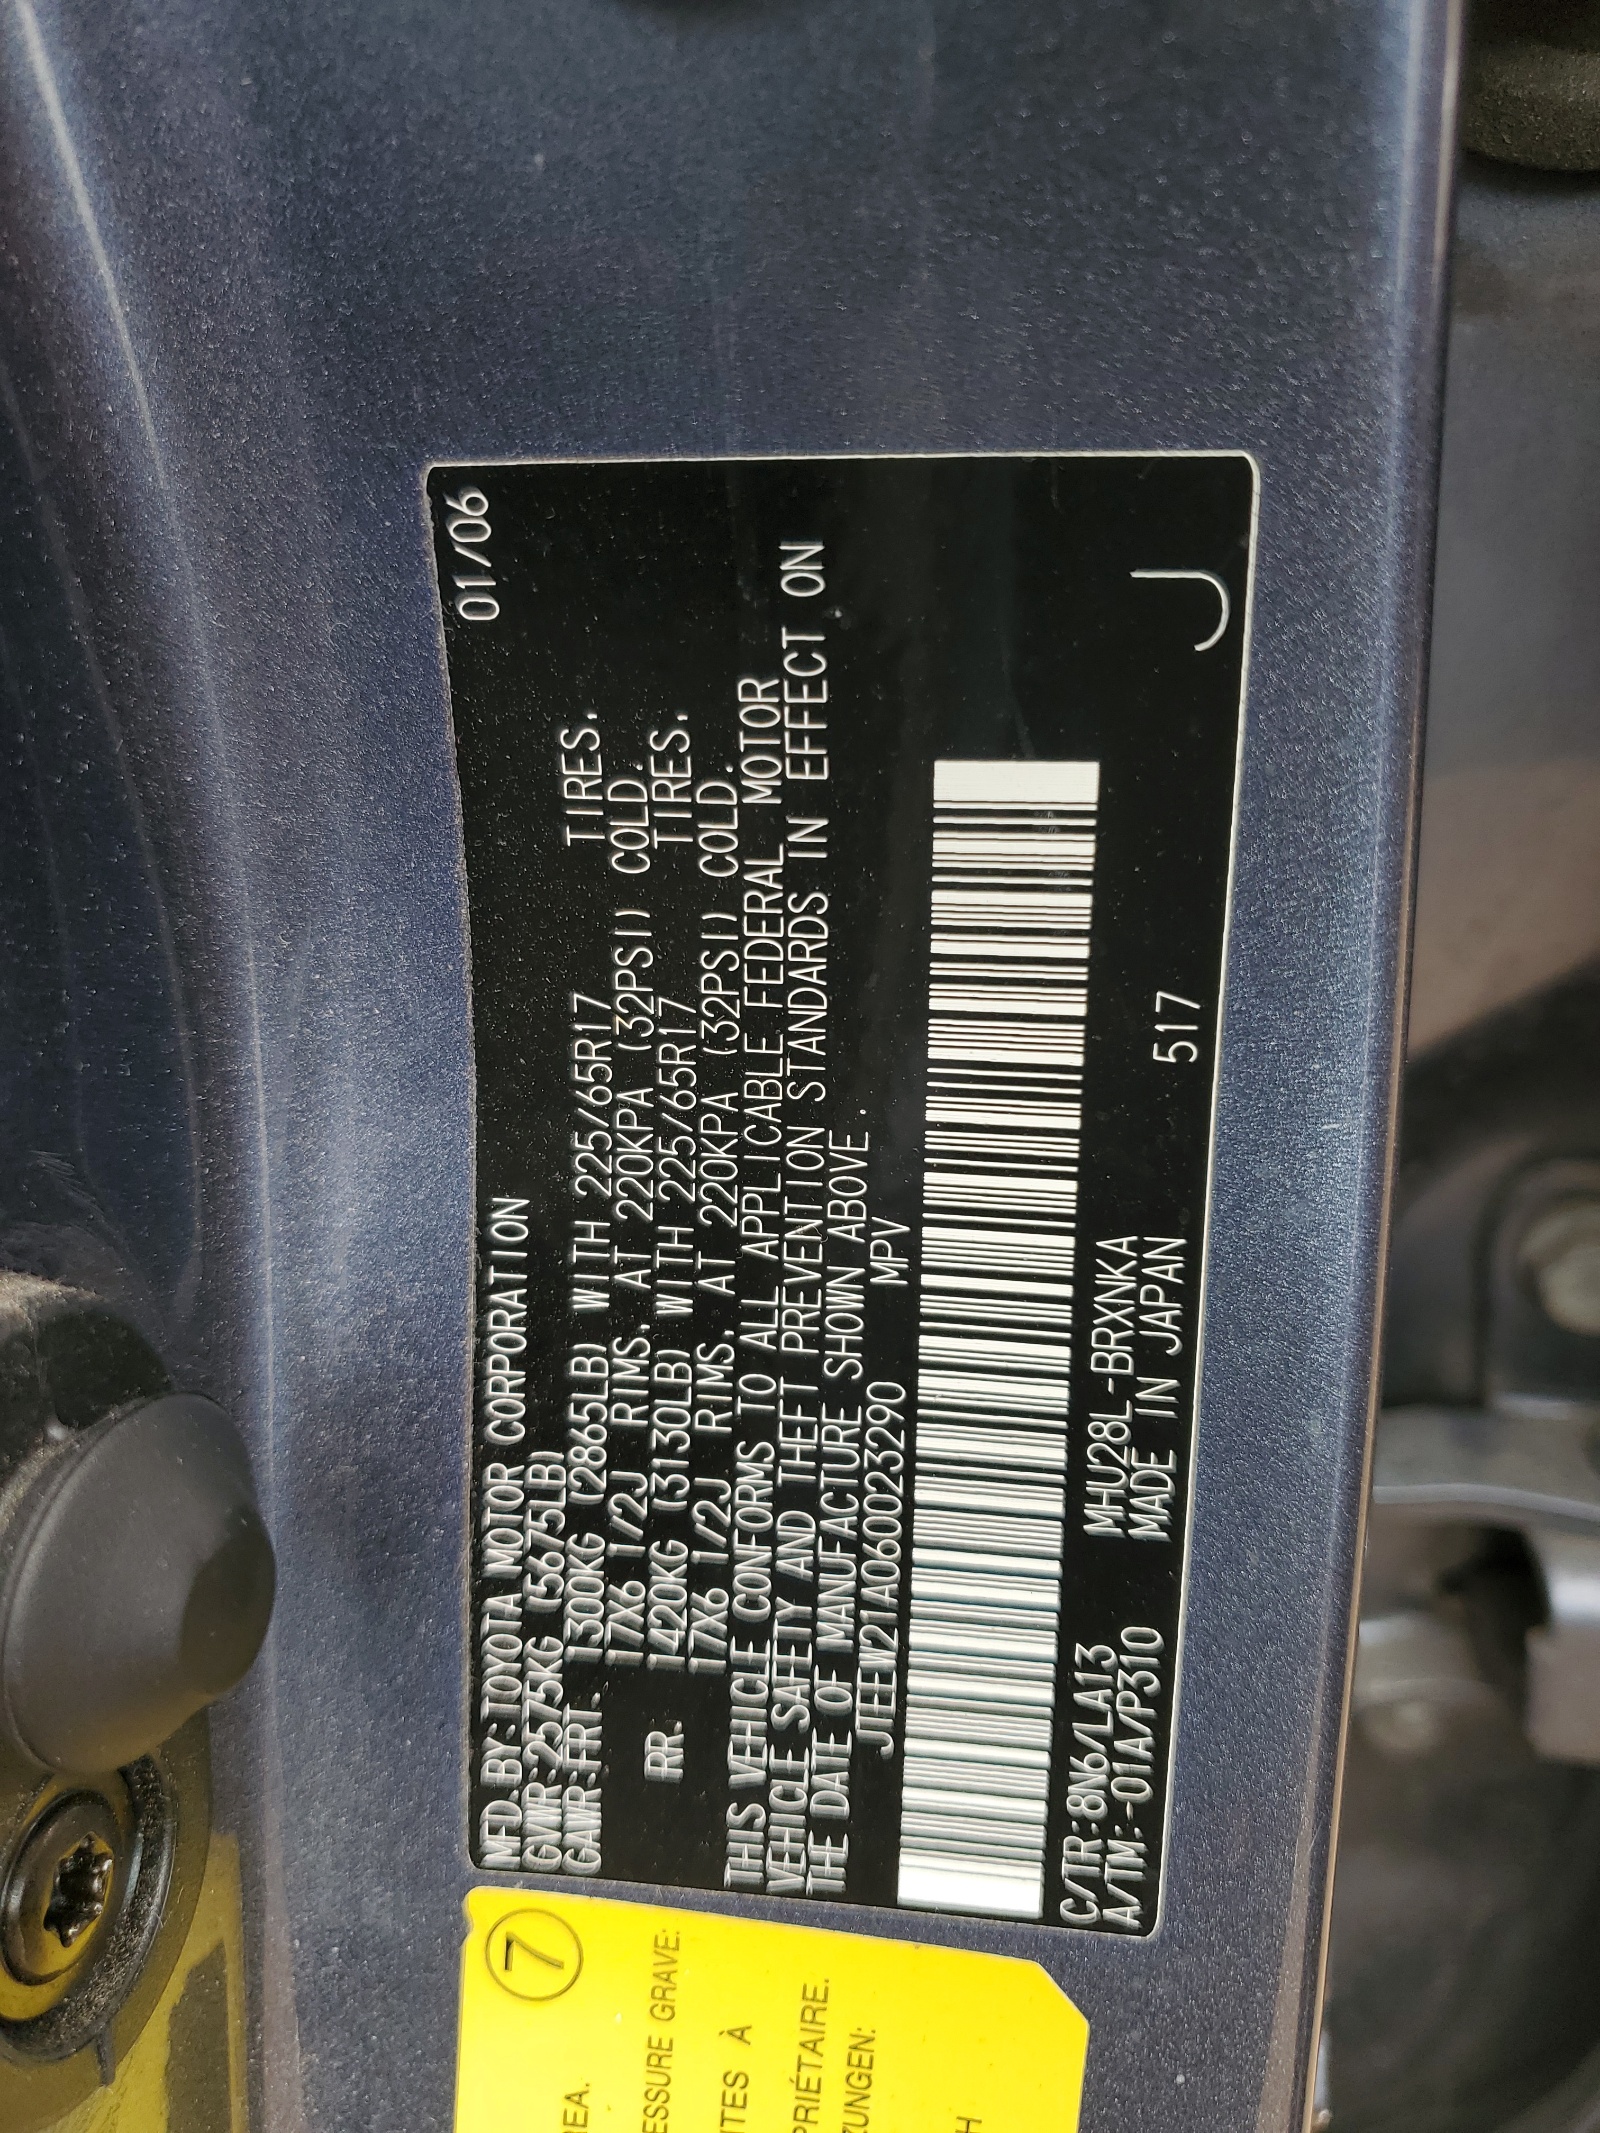 01/06
MFD.BY:TOYOTA MOTOR CORPORATION
GVWR:2575KG (5675LB)
GAWR:FRT. 1300KG (2865LB) WITH 225/65R17 TIRES,
17X6 1/2J RIMS, AT 220KPA (32PSI) COLD.
RR. 1420KG (3130LB) WITH 225/65R17 TIRES,
17X6 1/2J RIMS, AT 220KPA (32PSI) COLD.
THIS VEHICLE CONFORMS TO ALL APPLICABLE FEDERAL MOTOR
VEHICLE SAFETY AND THEFT PREVENTION STANDARDS IN EFFECT ON
THE DATE OF MANUFACTURE SHOWN ABOVE.
JTEEW21A060023290 MPV
C/TR:8N6/LA13 MHU28L-BRXNKA
A/TM:-01A/P310 MADE IN JAPAN 517
J
7
REA.
ESSURE GRAVE:
ITES À
PRIÉTAIRE.
ZUNGEN:
H